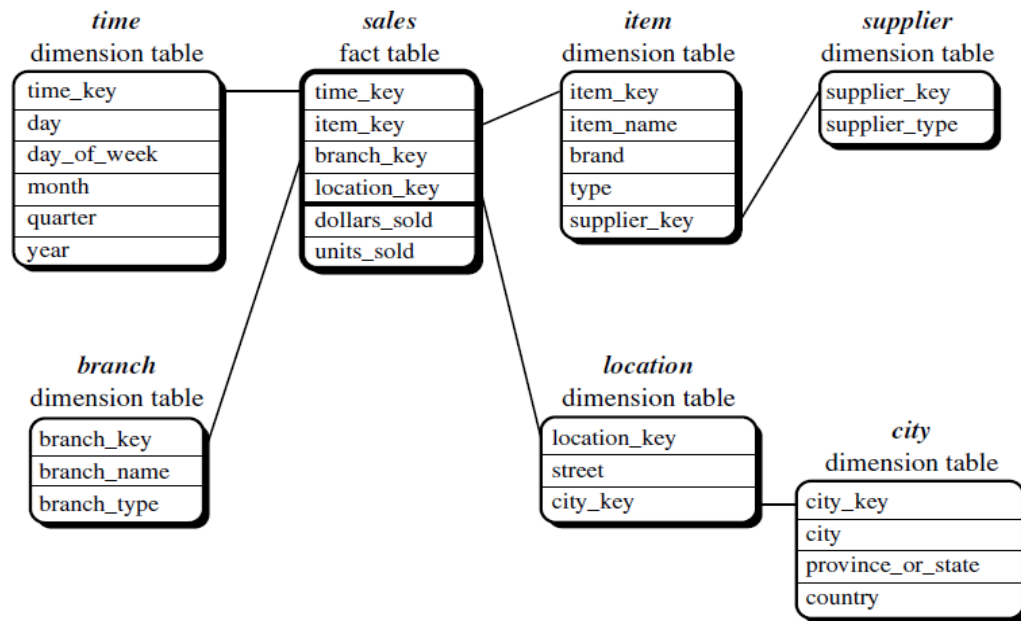 time
dimension table
time_key
day
day_of_week
month
quarter
year
sales
fact table
time_key
item_key
branch_key
location_key
dollars_sold
units_sold
item
dimension table
item_key
item_name
brand
type
supplier_key
supplier
dimension table
supplier_key
supplier_type
branch
dimension table
branch_key
branch_name
branch_type
location
dimension table
location_key
street
city_key
city
dimension table
city_key
city
province_or_state
country